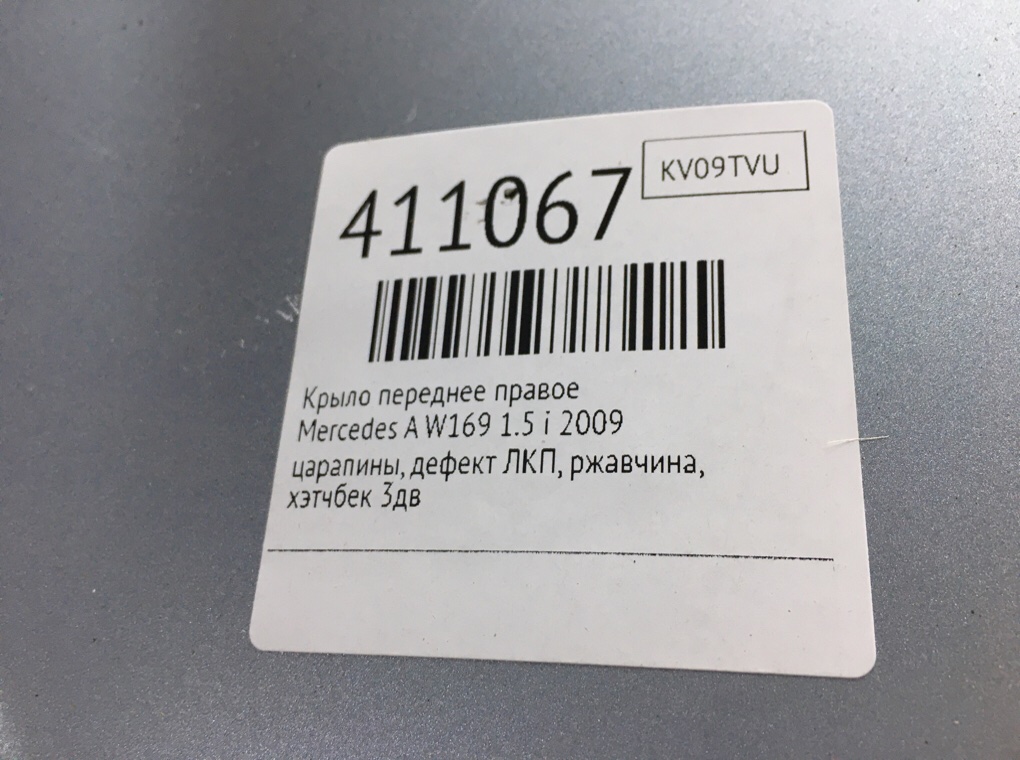 411067
KV09TVU
Крыло переднее правое
Mercedes A W169 1.5 i 2009
царапины, дефект ЛКП, ржавчина,
хэтчбек 3дв